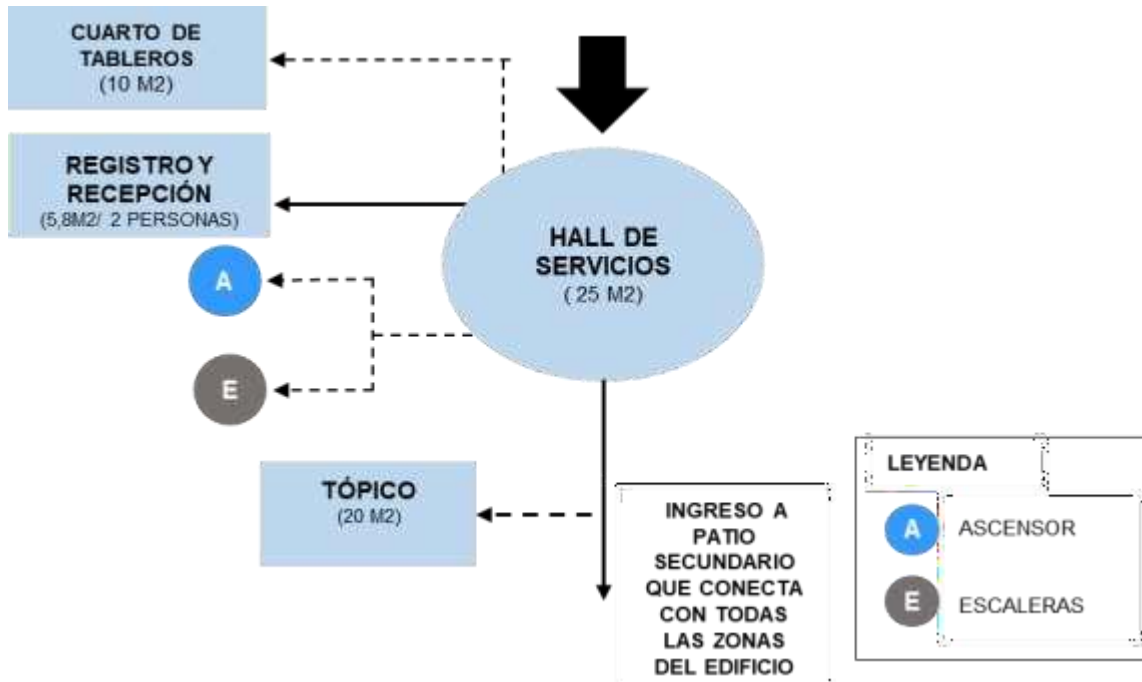 CUARTO DE
TABLEROS
(10 M2)
REGISTRO Y
RECEPCIÓN
(5,8M2/ 2 PERSONAS)
HALL DE
SERVICIOS
( 25 M2)
A
E
TÓPICO
(20 M2)
INGRESO A
PATIO
SECUNDARIO
QUE CONECTA
CON TODAS
LAS ZONAS
DEL EDIFICIO
LEYENDA
A ASCENSOR
E ESCALERAS